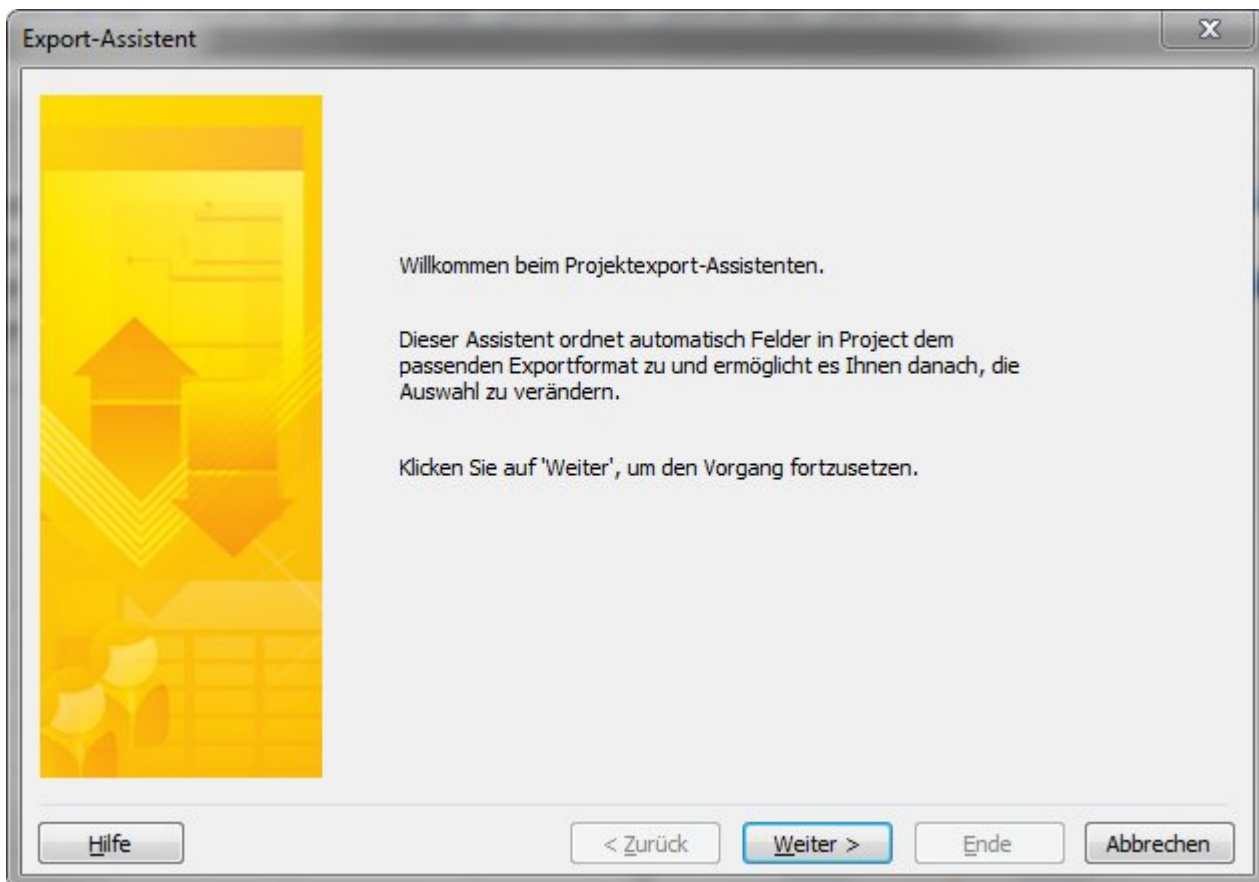 Export-Assistent
Willkommen beim Projektexport-Assistenten.
Dieser Assistent ordnet automatisch Felder in Project dem
passenden Exportformat zu und ermöglicht es Ihnen danach, die
Auswahl zu verändern.
Klicken Sie auf 'Weiter', um den Vorgang fortzusetzen.
Hilfe < Zurück Weiter > Ende Abbrechen